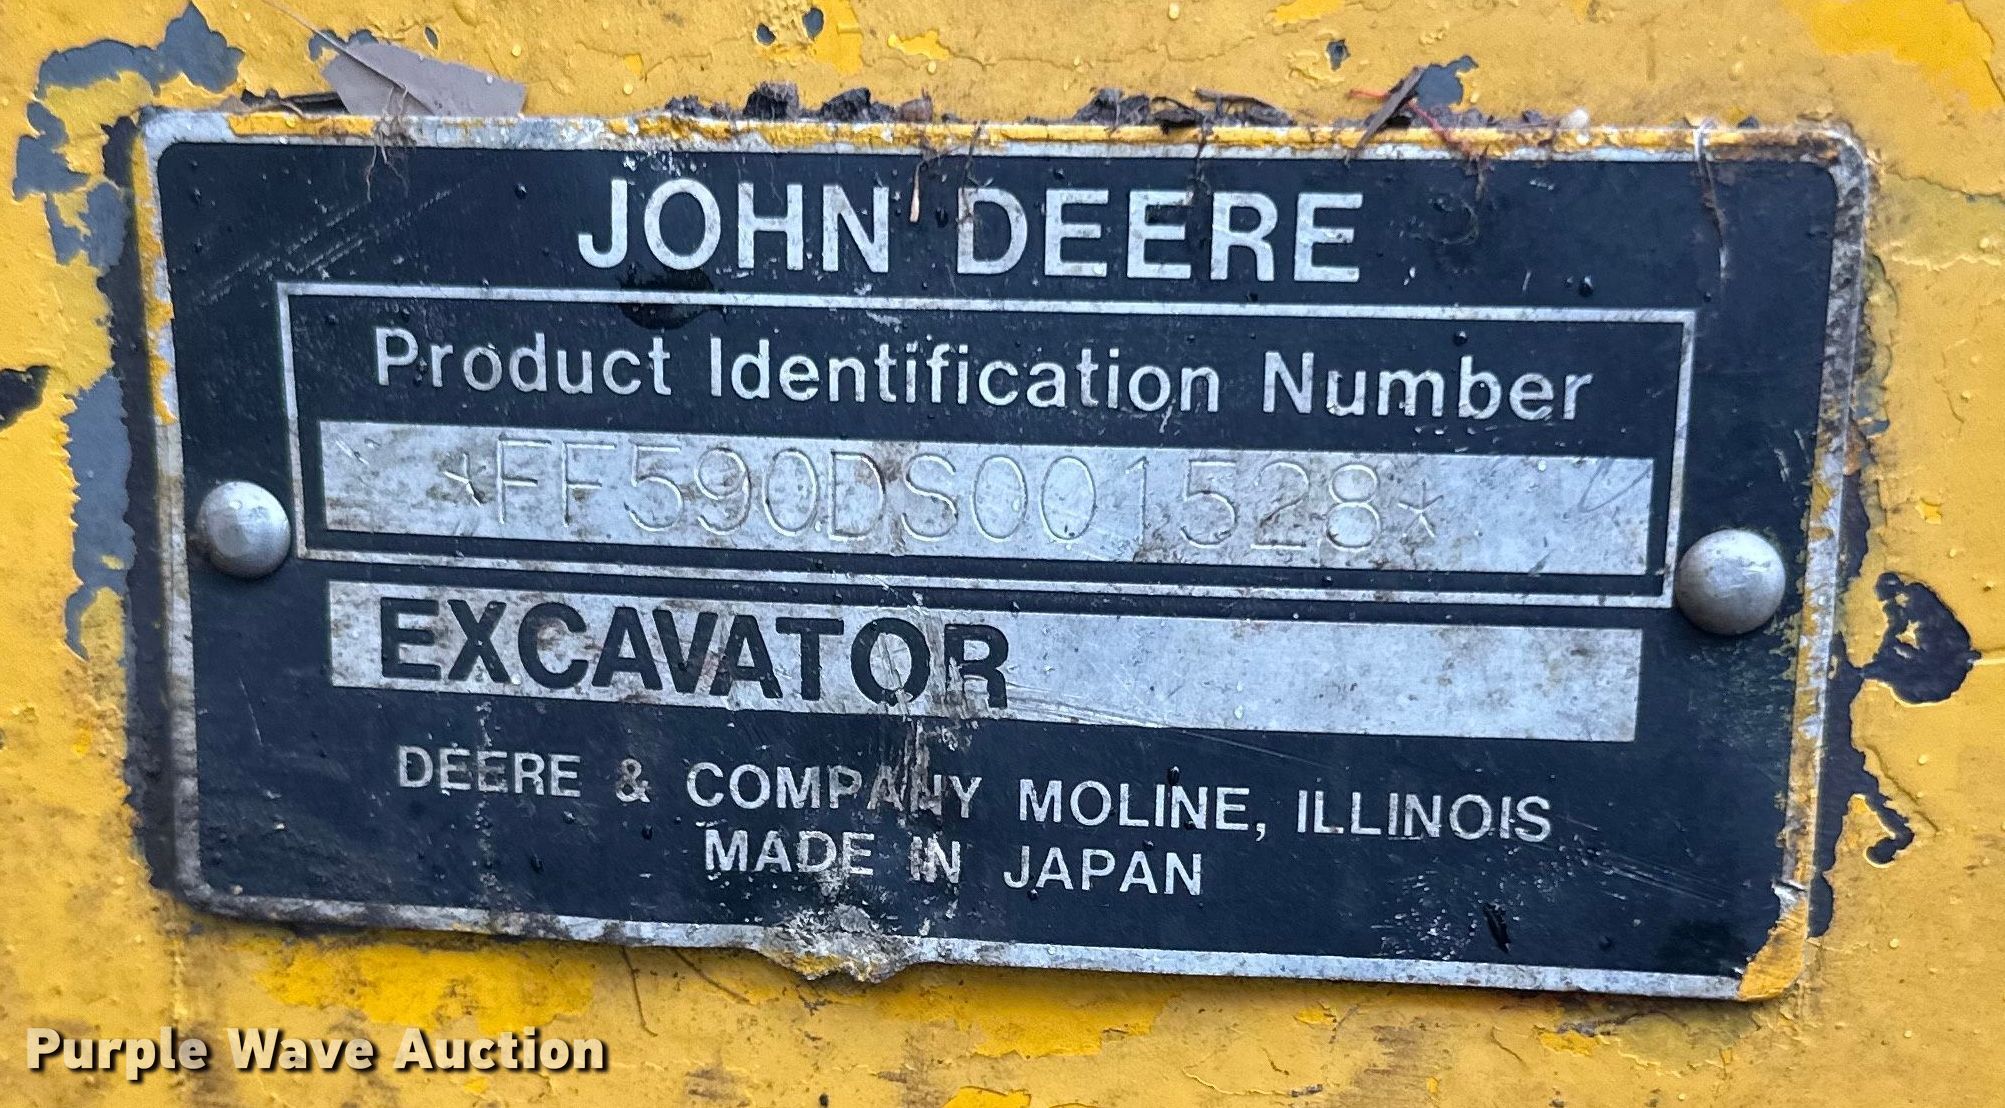 JOHN DEERE
Product Identification Number
*FF590DS001528*
EXCAVATOR
DEERE & COMPANY MOLINE, ILLINOIS
MADE IN JAPAN
Purple Wave Auction